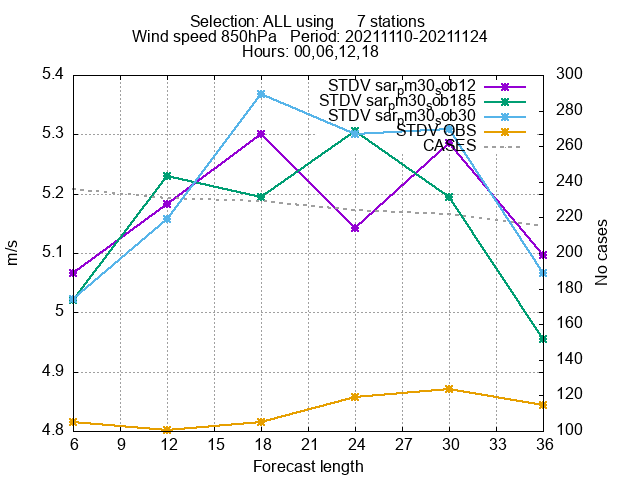 Selection: ALL using     7 stations
Wind speed 850hPa   Period: 20211110-20211124
Hours: 00,06,12,18
STDV sarpm30sob12
STDV sarpm30sob185
STDV sarpm30sob30
STDV OBS
CASES
5.4
5.3
5.2
5.1
5
4.9
4.8
300
280
260
240
220
200
180
160
140
120
100
m/s
No cases
6 9 12 15 18 21 24 27 30 33 36
Forecast length